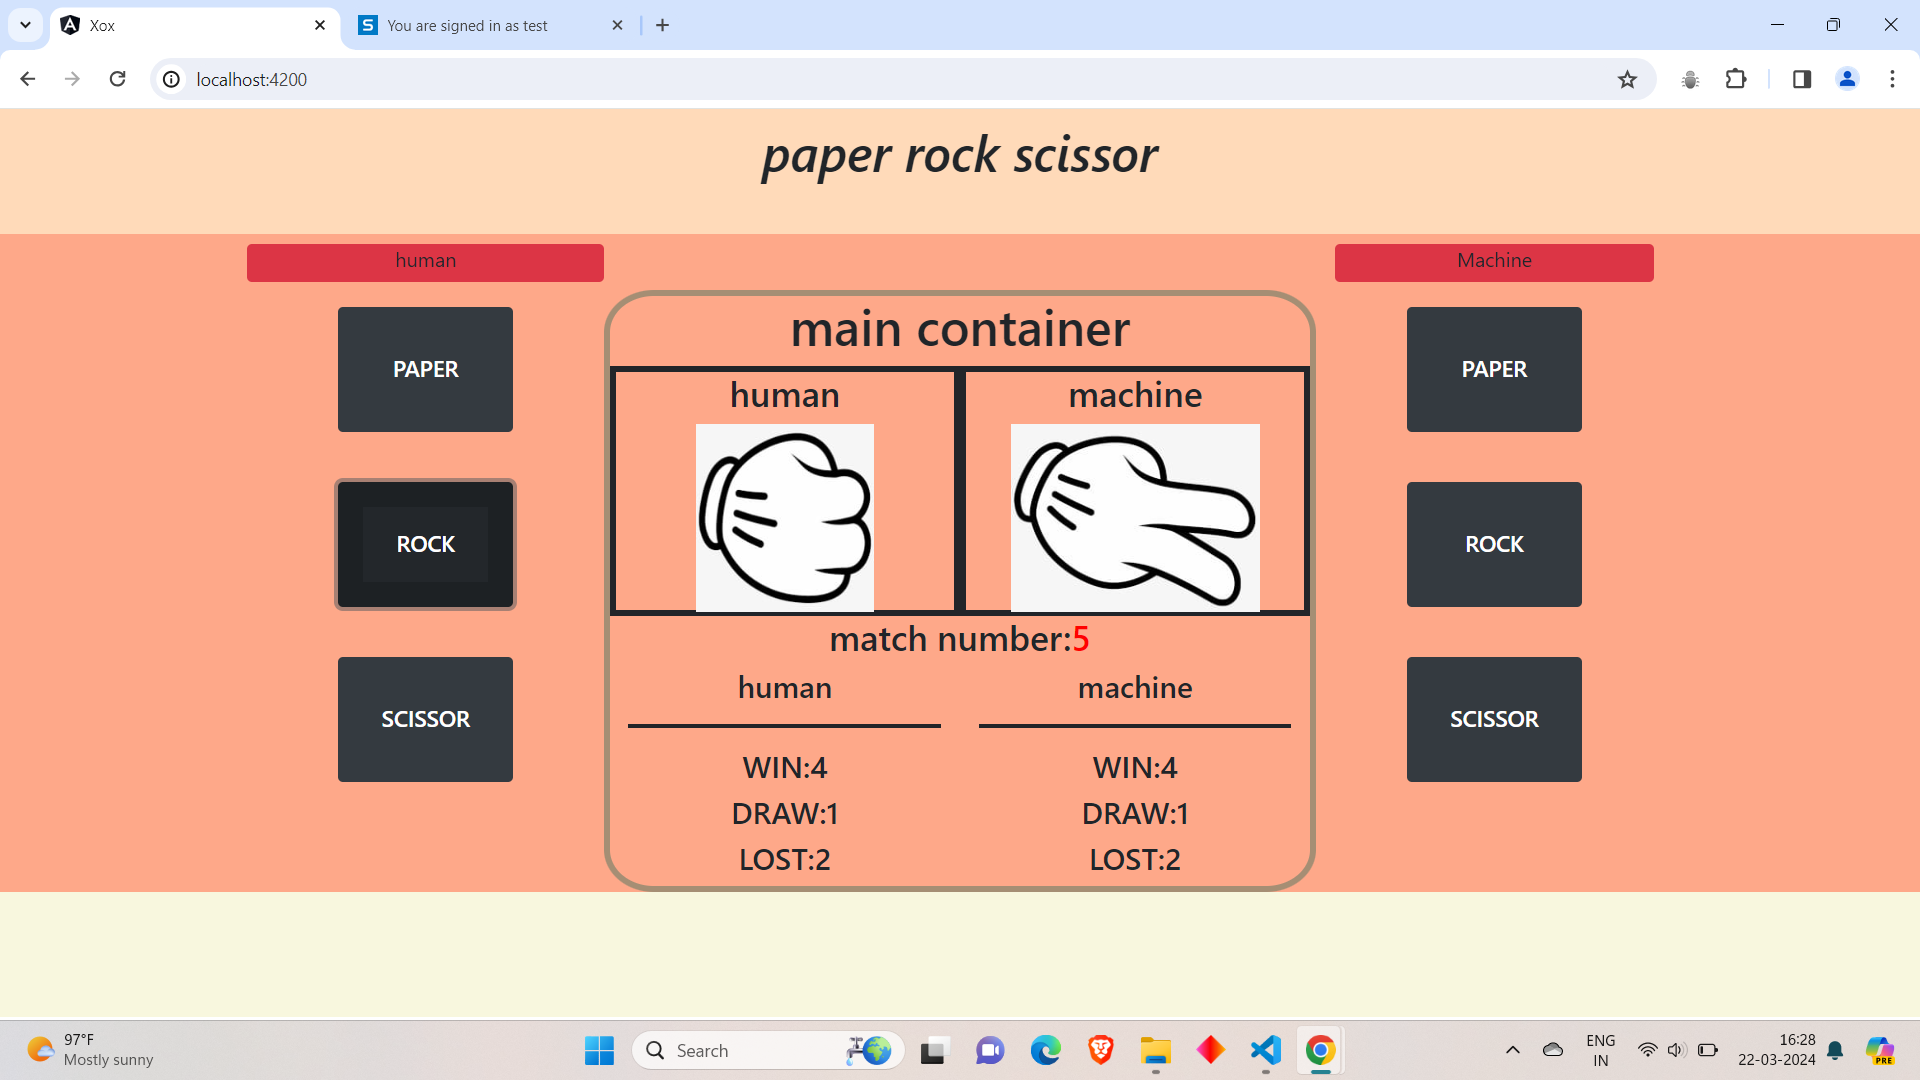 Xox
You are signed in as test
localhost:4200
paper rock scissor
human
Machine
PAPER
ROCK
SCISSOR
main container
human
machine
match number:5
human
machine
WIN:4
WIN:4
DRAW:1
DRAW:1
LOST:2
LOST:2
PAPER
ROCK
SCISSOR
97°F
Mostly sunny
Search
ENG
IN
16:28
22-03-2024
PRE